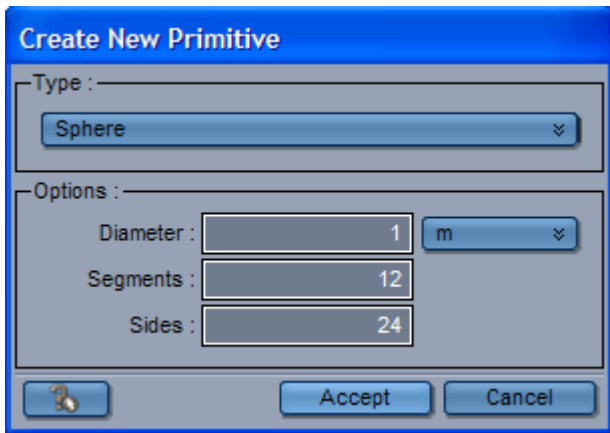 Create New Primitive
Type :
Sphere
Options :
Diameter : 1 m
Segments : 12
Sides : 24
Accept Cancel